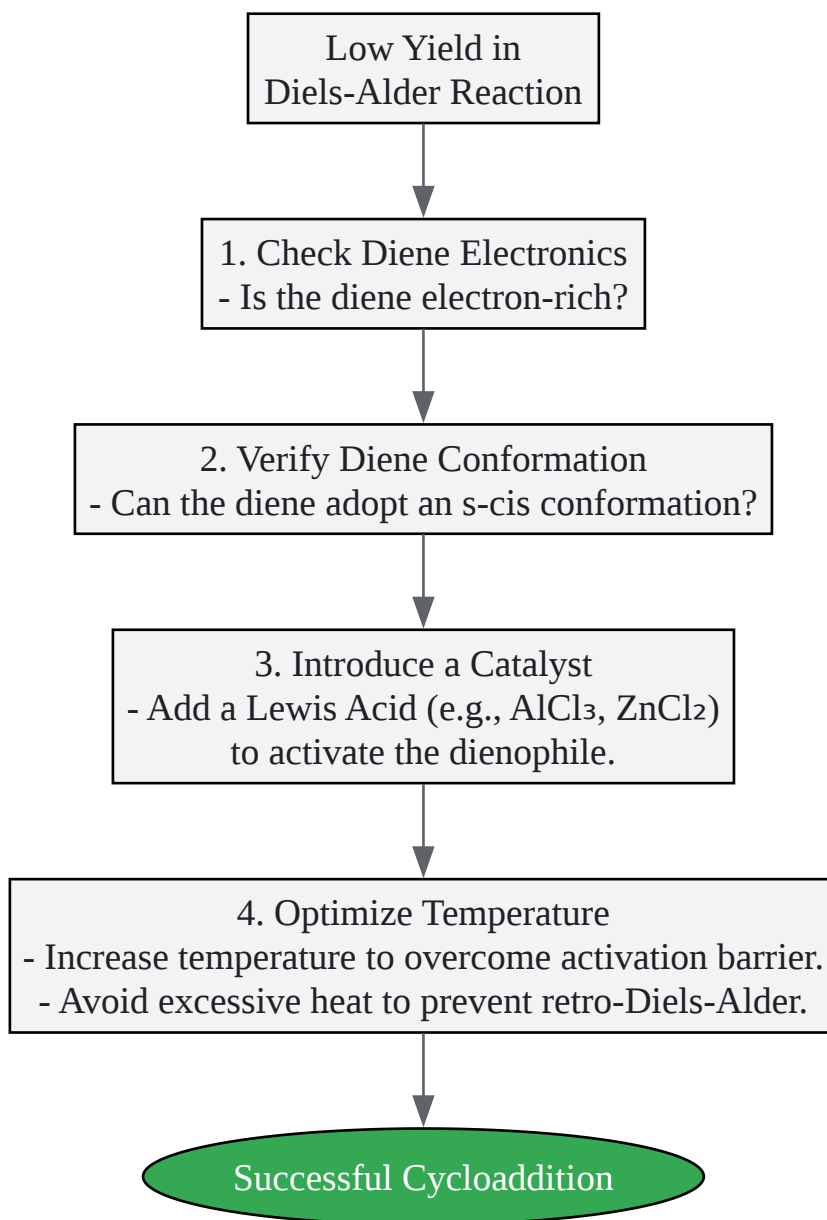 Low Yield in
Diels-Alder Reaction
1. Check Diene Electronics
- Is the diene electron-rich?
2. Verify Diene Conformation
- Can the diene adopt an s-cis conformation?
3. Introduce a Catalyst
- Add a Lewis Acid (e.g., AlCl₃, ZnCl₂)
to activate the dienophile.
4. Optimize Temperature
- Increase temperature to overcome activation barrier.
- Avoid excessive heat to prevent retro-Diels-Alder.
Successful Cycloaddition